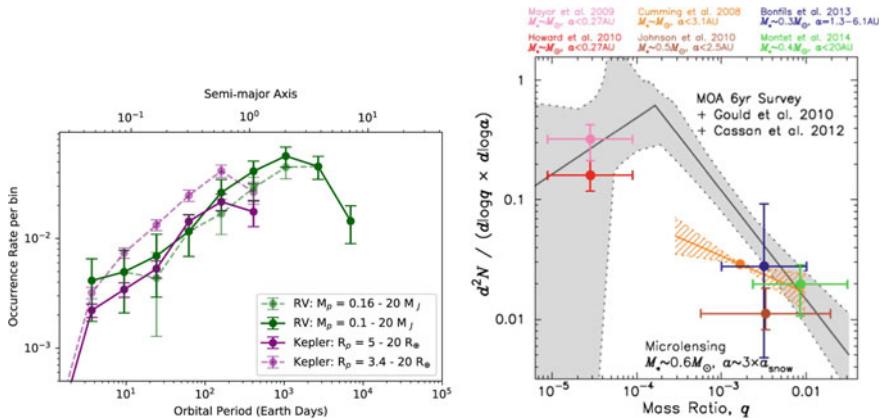 Semi-major Axis
10⁻¹ 10⁰ 10¹
Occurrence Rate per bin
10⁻²
10⁻³
RV: M_p = 0.16 - 20 M_J
RV: M_p = 0.1 - 20 M_J
Kepler: R_p = 5 - 20 R⊕
Kepler: R_p = 3.4 - 20 R⊕
10¹ 10² 10³ 10⁴ 10⁵
Orbital Period (Earth Days)
Mayor et al. 2009
M*~M⊙, a<0.27AU
Howard et al. 2010
M*~M⊙, a<0.27AU
Cumming et al. 2008
M*~M⊙, a<3.1AU
Johnson et al. 2010
M*~0.5M⊙, a<2.5AU
Bonfils et al. 2013
M*~0.3M⊙, a=1.3-6.1AU
Montet et al. 2014
M*~0.4M⊙, a<20AU
d²N / (dlogq × dloga)
1
0.1
0.01
MOA 6yr Survey
+ Gould et al. 2010
+ Cassan et al. 2012
Microlensing
M*~0.6M⊙, a~3×a_snow
10⁻⁵ 10⁻⁴ 10⁻³ 0.01
Mass Ratio, q